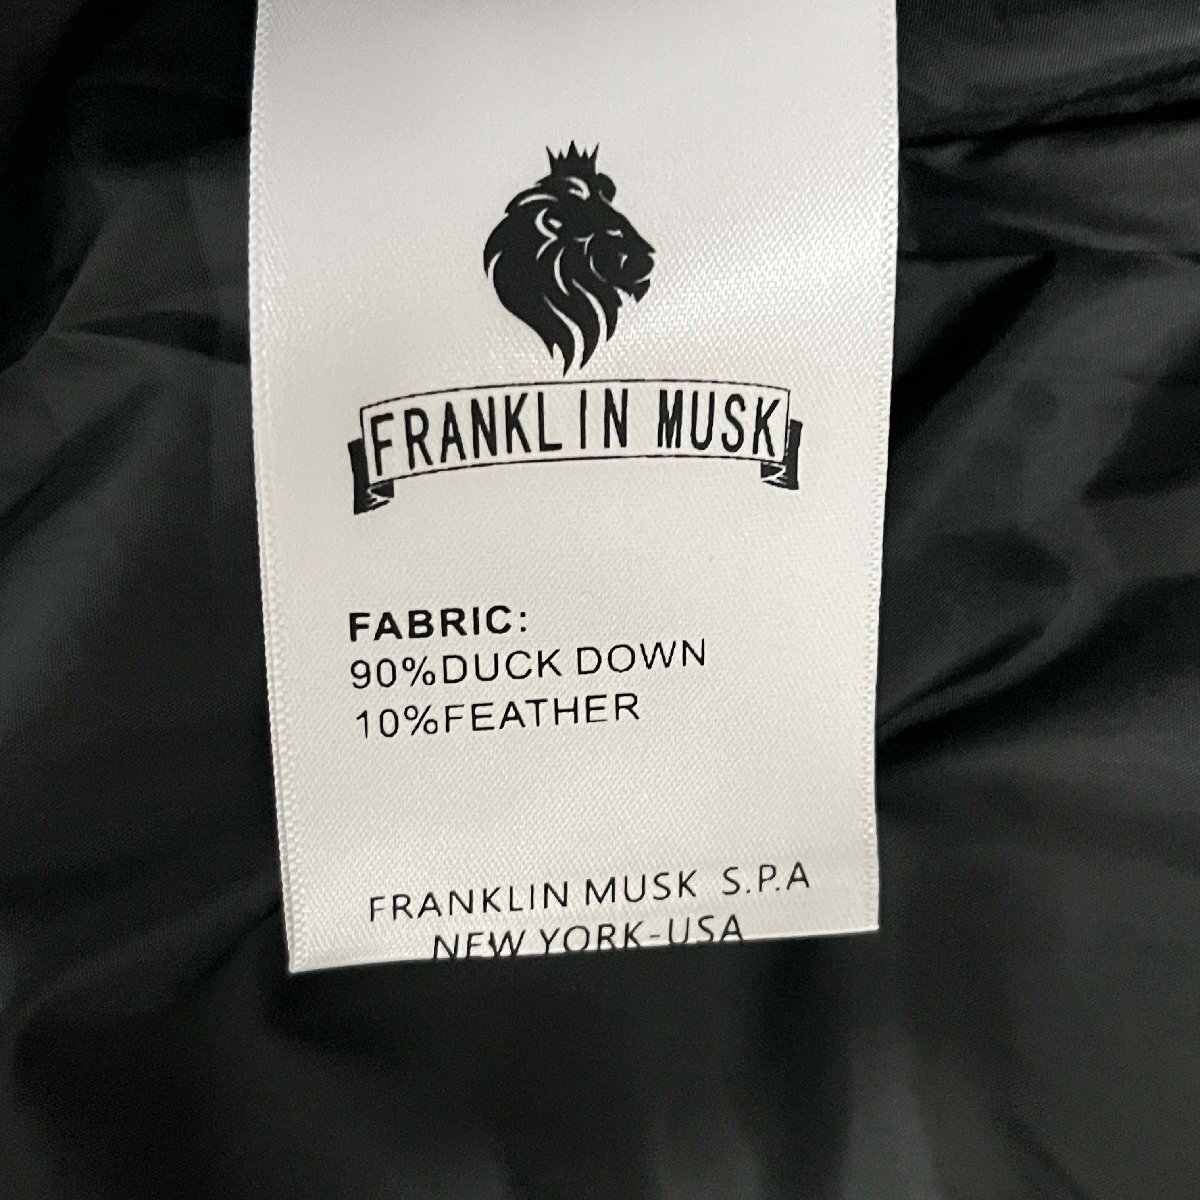 FRANKLIN MUSK
FABRIC:
90%DUCK DOWN
10%FEATHER
FRANKLIN MUSK S.P.A
NEW YORK-USA